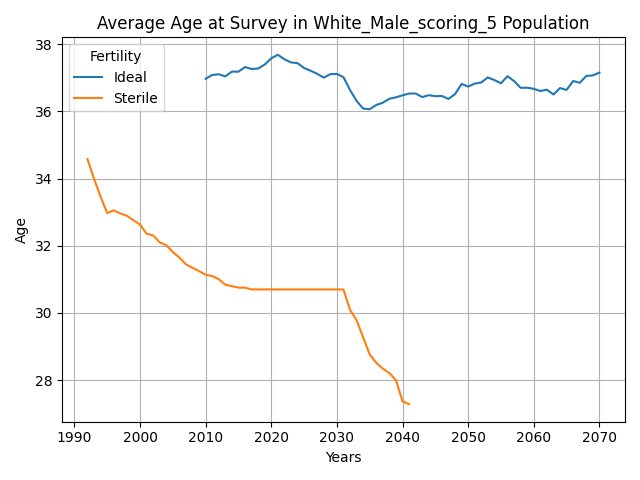 Average Age at Survey in White_Male_scoring_5 Population
Fertility
Ideal
Sterile
Age
38
36
34
32
30
28
1990 2000 2010 2020 2030 2040 2050 2060 2070
Years